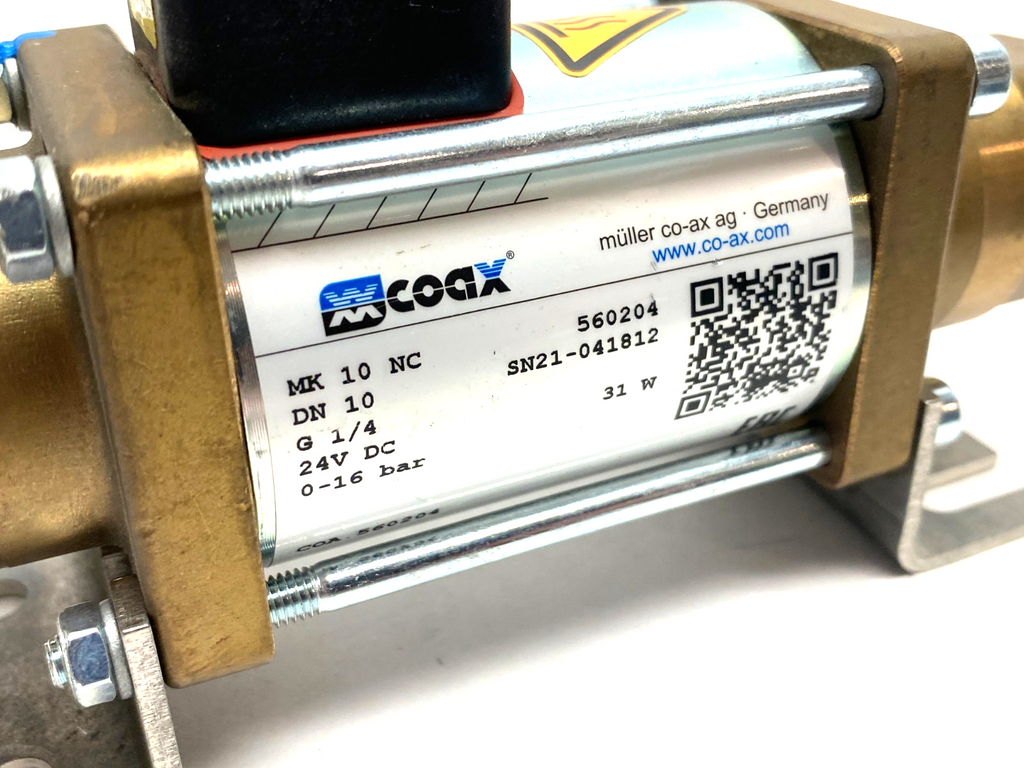 müller co-ax ag · Germany
www.co-ax.com
coax®
MK 10 NC
DN 10
G 1/4
24V DC
0-16 bar
560204
SN21-041812
31 W
COA 560204